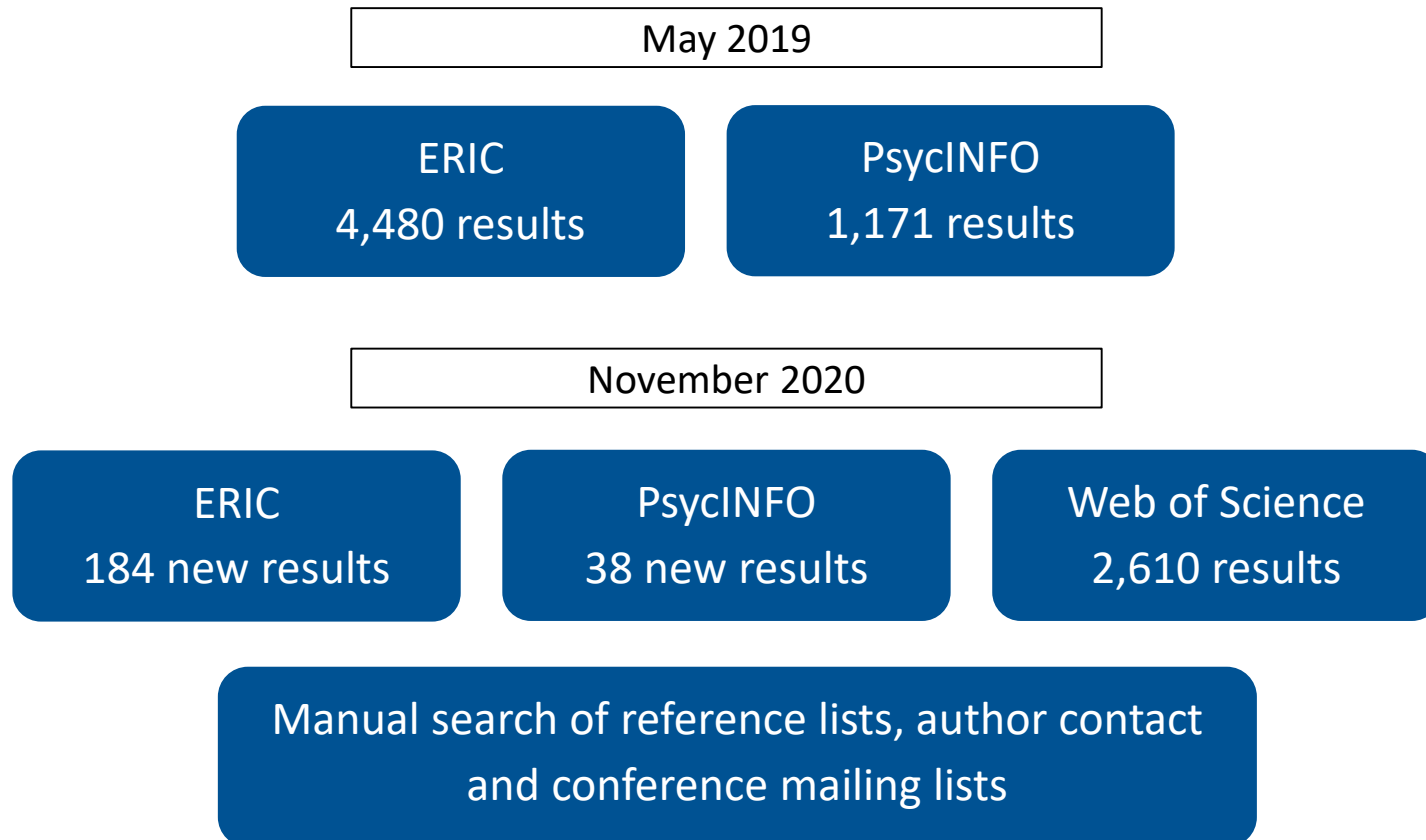 May 2019
ERIC
4,480 results
PsycINFO
1,171 results
November 2020
ERIC
184 new results
PsycINFO
38 new results
Web of Science
2,610 results
Manual search of reference lists, author contact
and conference mailing lists